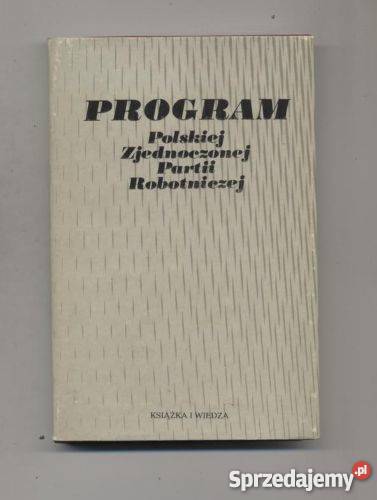 PROGRAM
Polskiej
Zjednoczonej
Partii
Robotniczej
KSIĄŻKA I WIEDZA
Sprzedajemy.pl